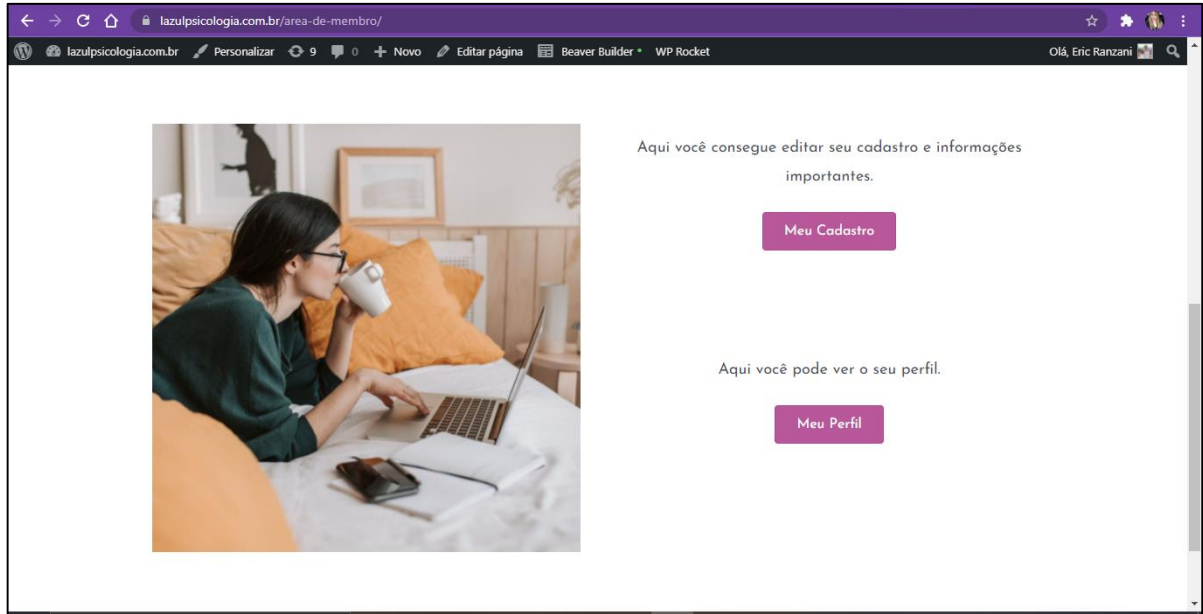 lazulpsicologia.com.br/area-de-membro/
lazulpsicologia.com.br Personalizar 9 0 + Novo Editar página Beaver Builder • WP Rocket Olá, Eric Ranzani
Aqui você consegue editar seu cadastro e informações
importantes.
Meu Cadastro
Aqui você pode ver o seu perfil.
Meu Perfil